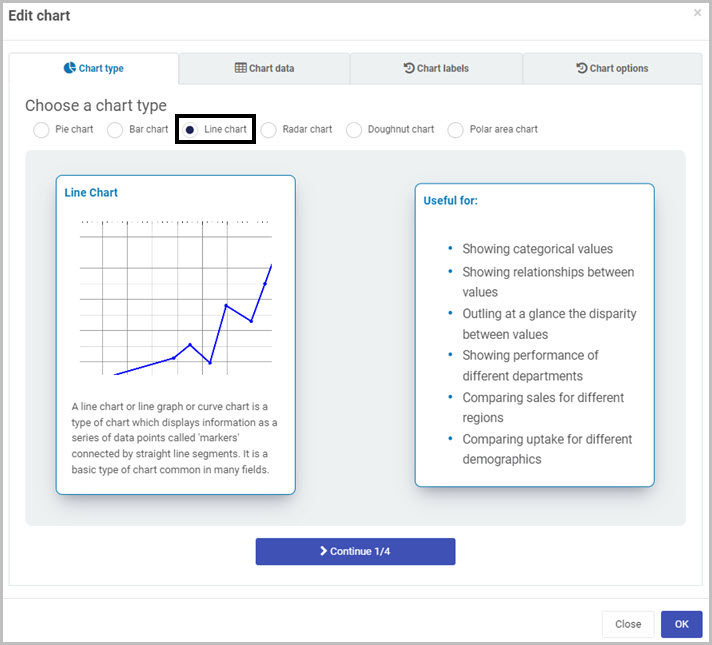 Edit chart
×
Chart type
Chart data
Chart labels
Chart options
Choose a chart type
Pie chart
Bar chart
Line chart
Radar chart
Doughnut chart
Polar area chart
Line Chart
A line chart or line graph or curve chart is a
type of chart which displays information as a
series of data points called 'markers'
connected by straight line segments. It is a
basic type of chart common in many fields.
Useful for:
• Showing categorical values
• Showing relationships between
values
• Outling at a glance the disparity
between values
• Showing performance of
different departments
• Comparing sales for different
regions
• Comparing uptake for different
demographics
Continue 1/4
Close
OK